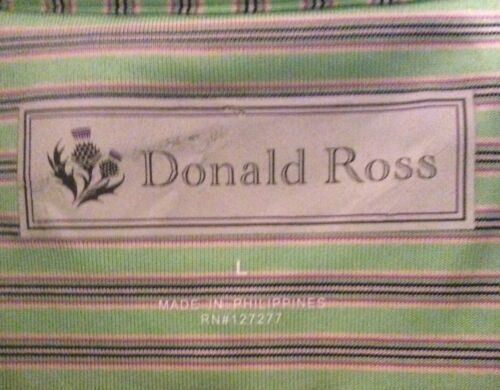 Donald Ross
L
MADE IN PHILIPPINES
RN#127277